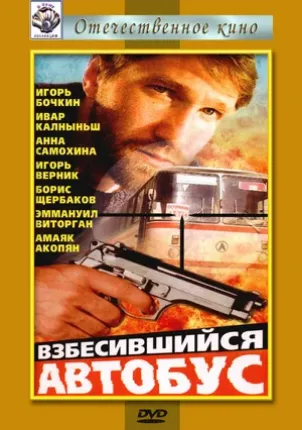 Отечественное кино
ИГОРЬ
БОЧКИН
ИВАР
КАЛНЫНЬШ
АННА
САМОХИНА
ИГОРЬ
ВЕРНИК
БОРИС
ЩЕРБАКОВ
ЭММАНУИЛ
ВИТОРГАН
АМАЯК
АКОПЯН
ВЗБЕСИВШИЙСЯ
АВТОБУС
DVD